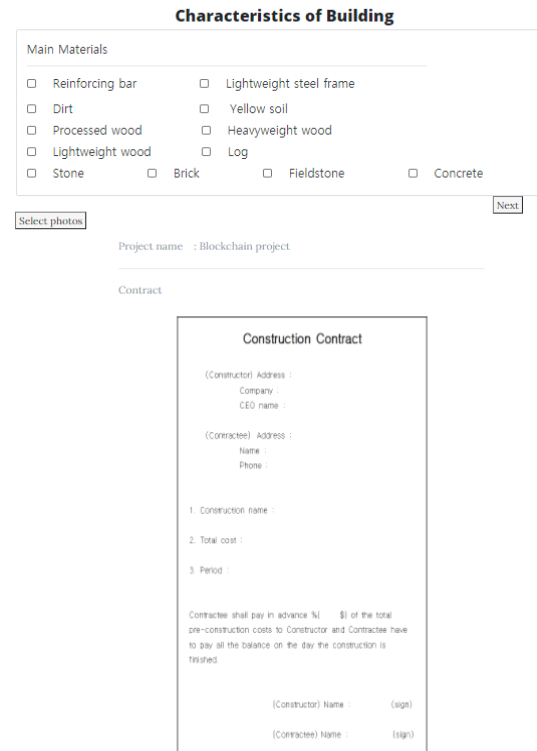 Characteristics of Building
Main Materials
Reinforcing bar Lightweight steel frame
Dirt Yellow soil
Processed wood Heavyweight wood
Lightweight wood Log
Stone Brick Fieldstone Concrete
Next
Select photos
Project name : Blockchain project
Contract
Construction Contract
(Constructor) Address :
Company :
CEO name :
(Contractee) Address :
Name :
Phone :
1. Construction name :
2. Total cost :
3. Period :
Contractee shall pay in advance %( $) of the total
pre-construction costs to Constructor and Contractee have
to pay all the balance on the day the construction is
finished.
(Constructor) Name : (sign)
(Contractee) Name : (sign)